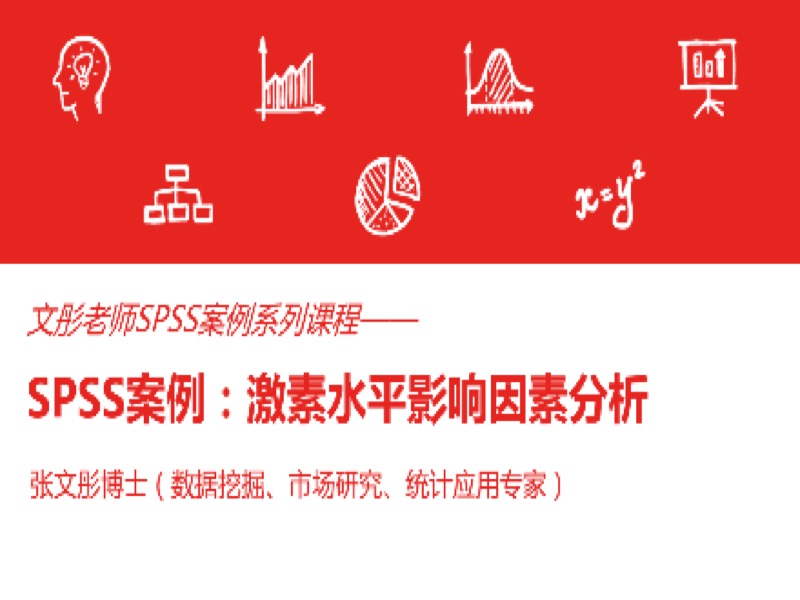 x=y²
文彤老师SPSS案例系列课程——
SPSS案例：激素水平影响因素分析
张文彤博士（数据挖掘、市场研究、统计应用专家）